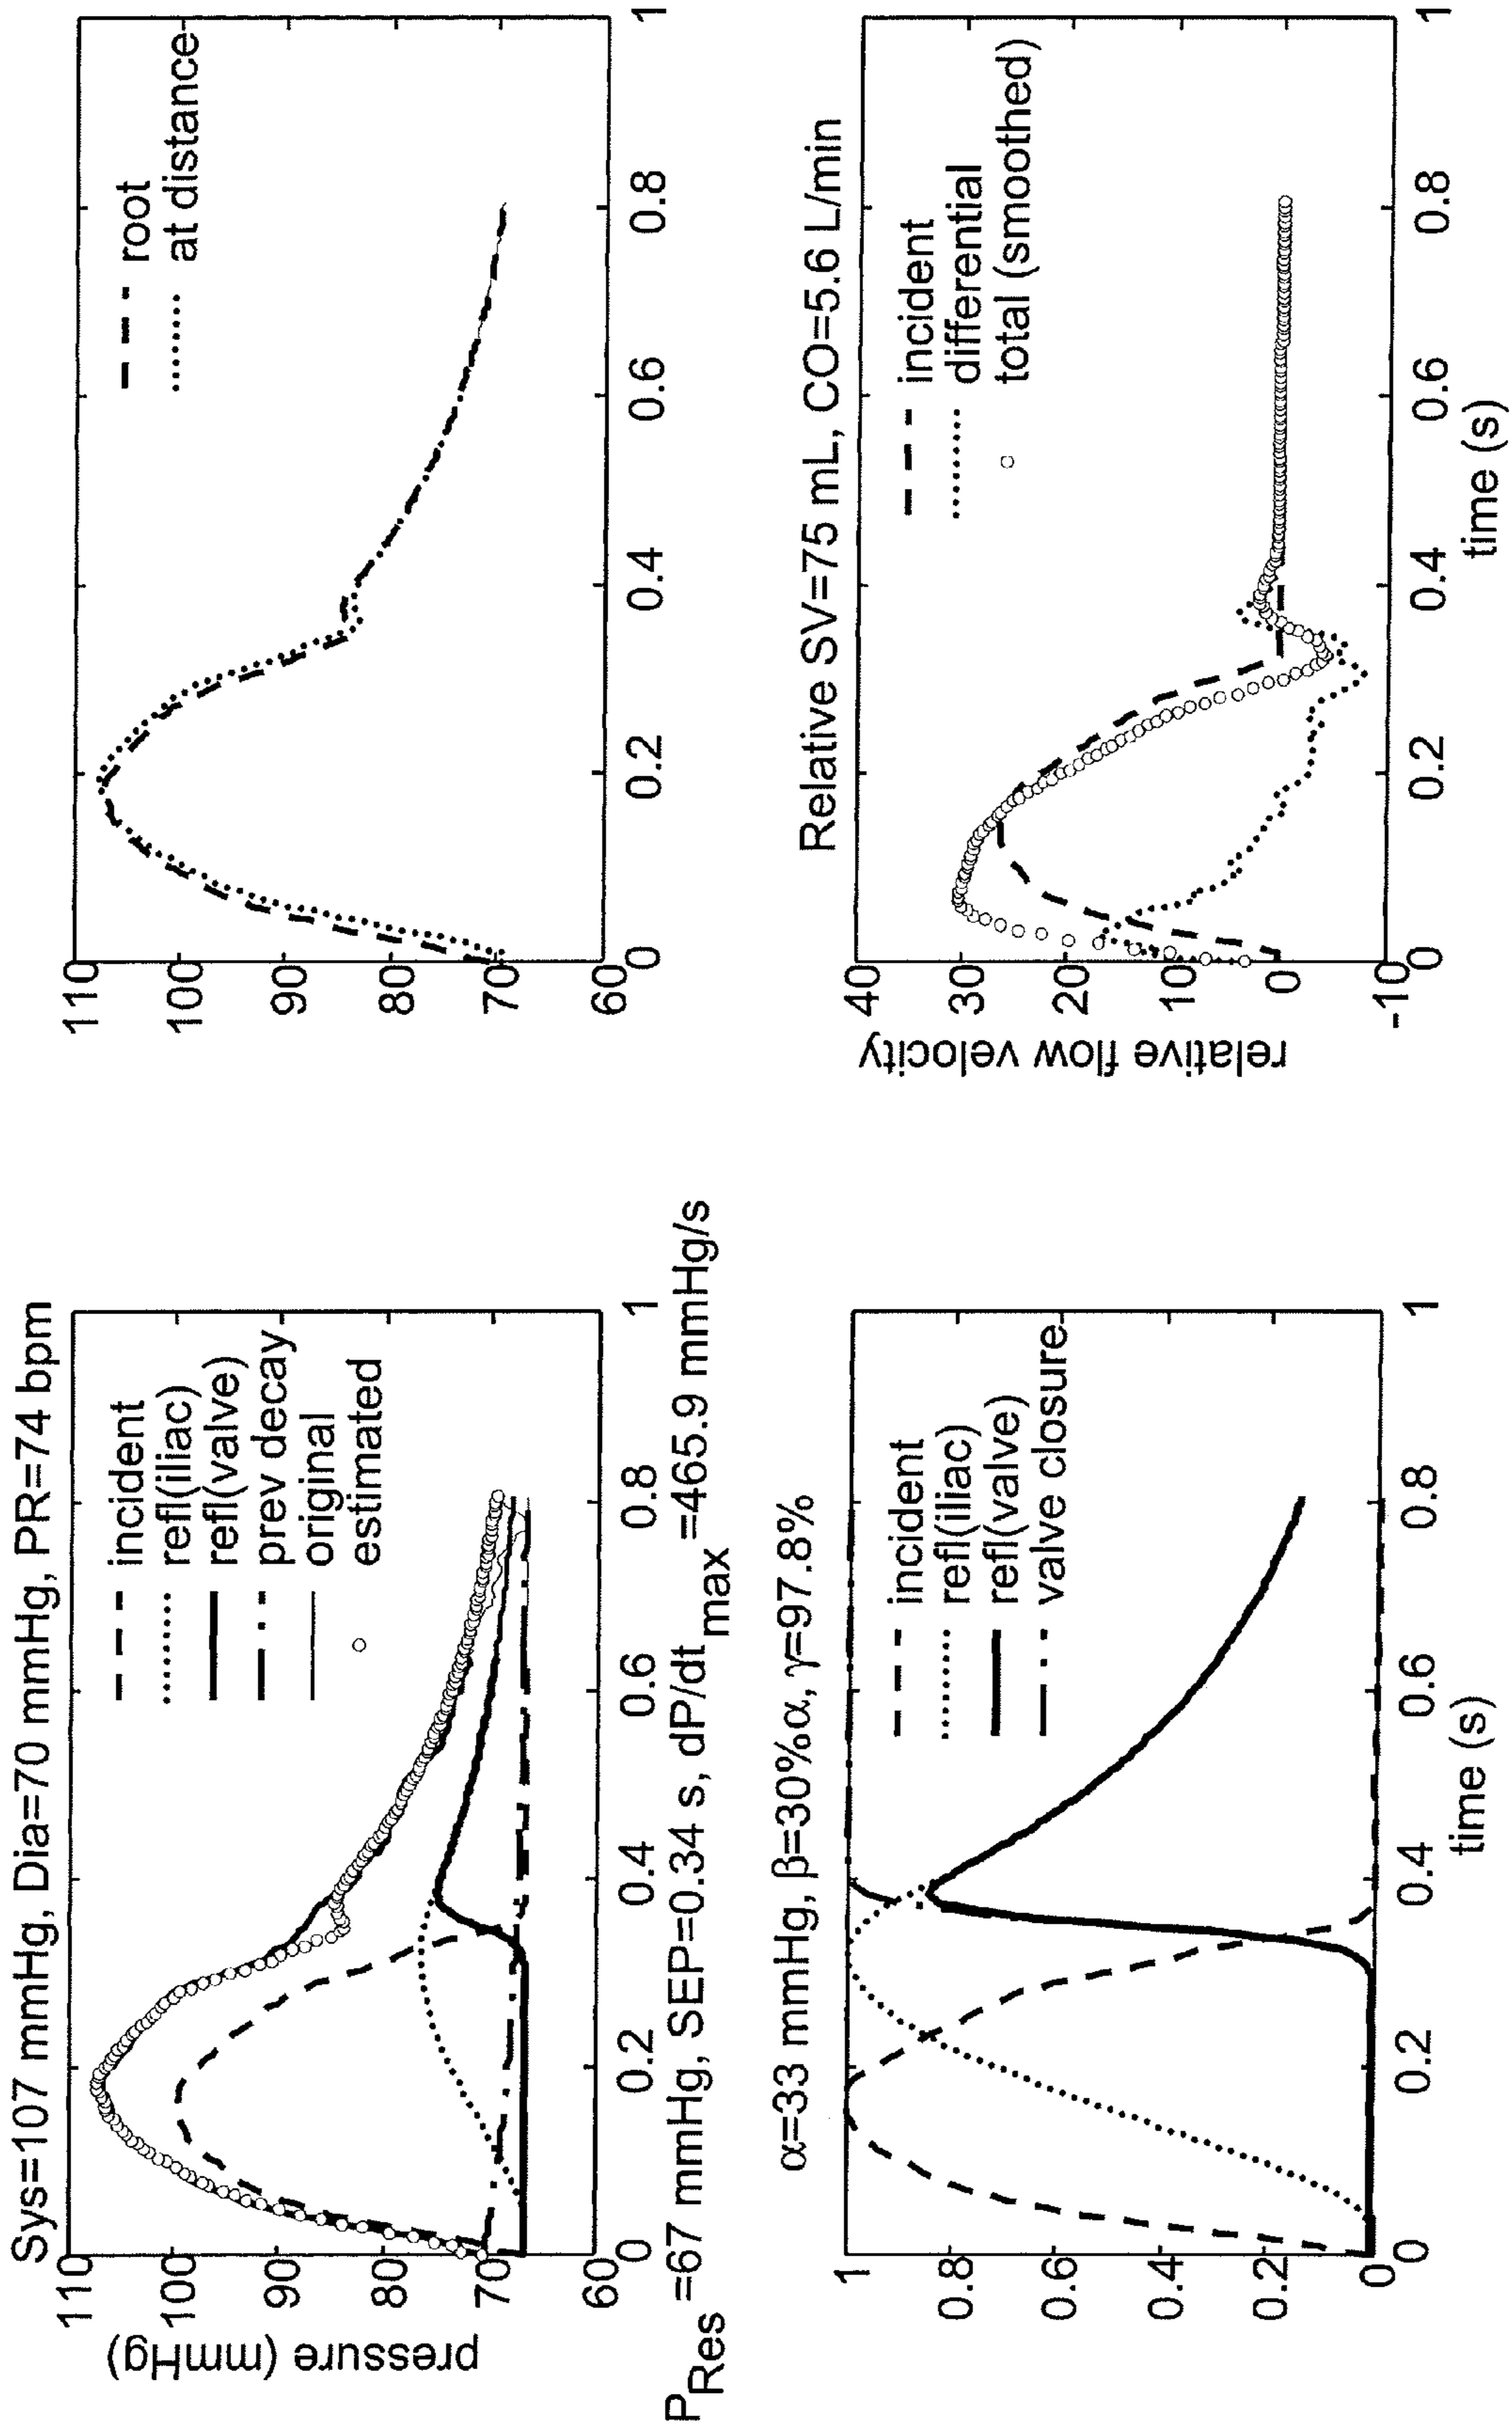 Sys=107 mmHg, Dia=70 mmHg, PR=74 bpm
pressure (mmHg)
110
100
90
80
70
60
0
0.2
0.4
0.6
0.8
1
incident
refl(iliac)
refl(valve)
prev decay
original
estimated
110
100
90
80
70
60
0
0.2
0.4
0.6
0.8
1
root
at distance
PRes =67 mmHg, SEP=0.34 s, dP/dtmax=465.9 mmHg/s
α=33 mmHg, β=30%α, γ=97.8%
1
0.8
0.6
0.4
0.2
0
0
0.2
0.4
0.6
0.8
1
time (s)
incident
refl(iliac)
refl(valve)
valve closure
Relative SV=75 mL, CO=5.6 L/min
relative flow velocity
40
30
20
10
0
-10
0
0.2
0.4
0.6
0.8
1
time (s)
incident
differential
total (smoothed)